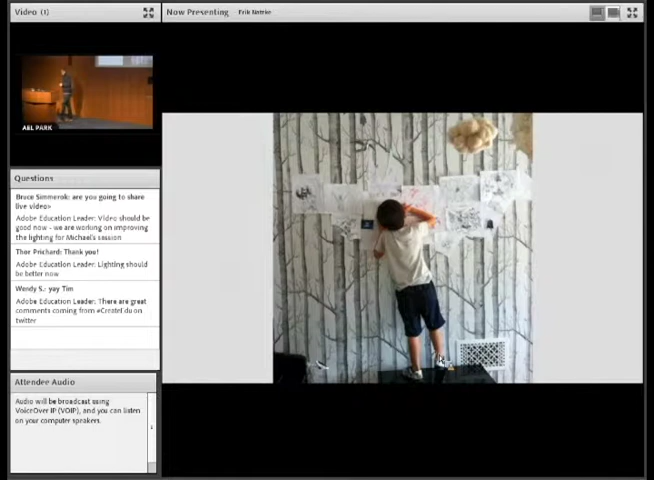 Video (1)
Now Presenting Erik Natzke
AEL PARK
Questions
Bruce Simmerok: are you going to share
live video>
Adobe Education Leader: Video should be
good now - we are working on improving
the lighting for Michael's session
Thor Prichard: Thank you!
Adobe Education Leader: Lighting should
be better now
Wendy S.: yay Tim
Adobe Education Leader: There are great
comments coming from #CreateEdu on
twitter
Attendee Audio
Audio will be broadcast using
VoiceOver IP (VOIP), and you can listen
on your computer speakers.